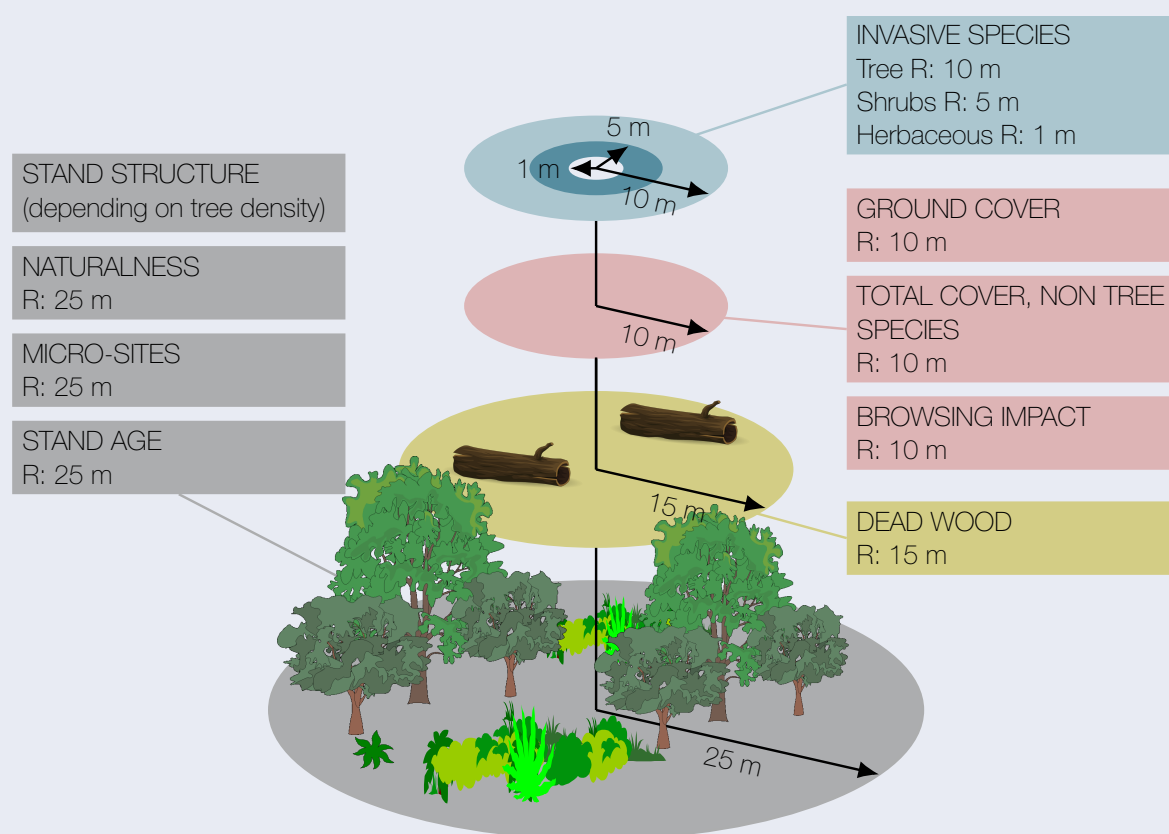 INVASIVE SPECIES
Tree R: 10 m
Shrubs R: 5 m
Herbaceous R: 1 m
5 m
1 m
10 m
STAND STRUCTURE
(depending on tree density)
NATURALNESS
R: 25 m
MICRO-SITES
R: 25 m
STAND AGE
R: 25 m
GROUND COVER
R: 10 m
TOTAL COVER, NON TREE
SPECIES
R: 10 m
BROWSING IMPACT
R: 10 m
10 m
DEAD WOOD
R: 15 m
15 m
25 m